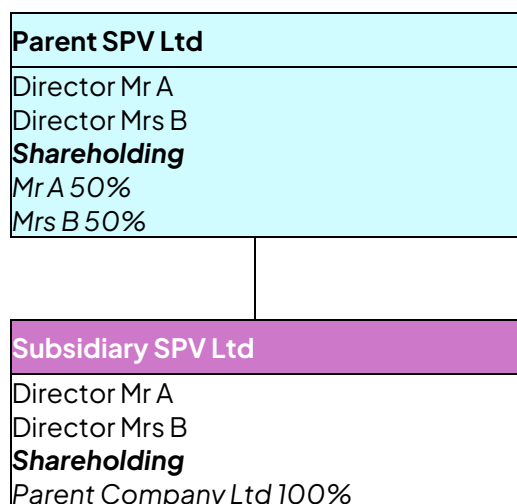 Parent SPV Ltd
Director Mr A
Director Mrs B
Shareholding
Mr A 50%
Mrs B 50%
Subsidiary SPV Ltd
Director Mr A
Director Mrs B
Shareholding
Parent Company Ltd 100%